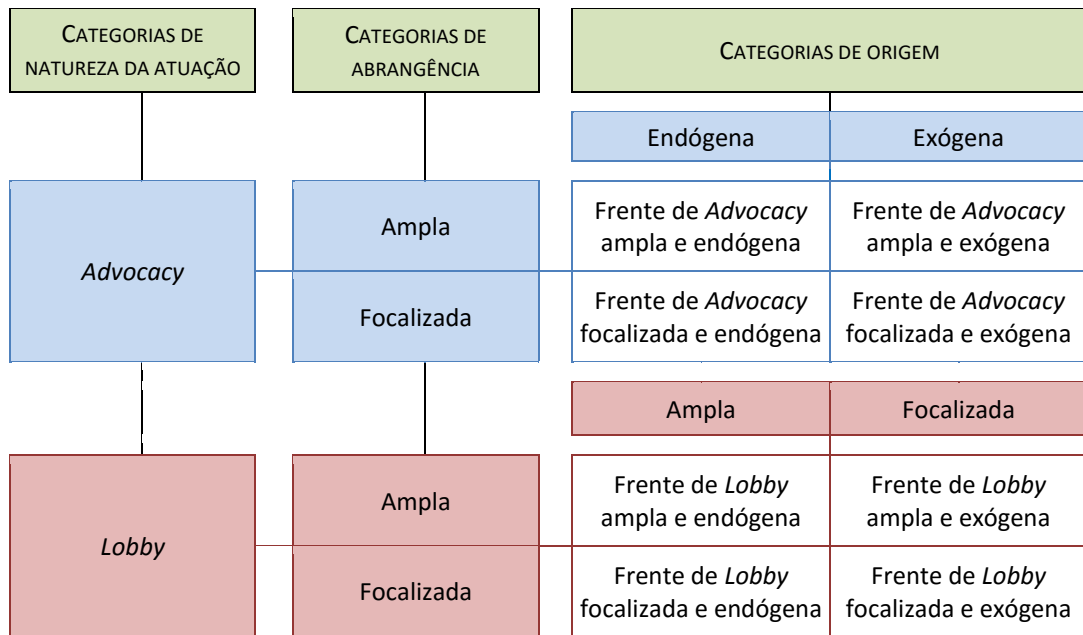 CATEGORIAS DE
NATUREZA DA ATUAÇÃO
CATEGORIAS DE
ABRANGÊNCIA
CATEGORIAS DE ORIGEM
Endógena
Exógena
Advocacy
Ampla
Frente de Advocacy
ampla e endógena
Frente de Advocacy
ampla e exógena
Focalizada
Frente de Advocacy
focalizada e endógena
Frente de Advocacy
focalizada e exógena
Ampla
Focalizada
Lobby
Ampla
Frente de Lobby
ampla e endógena
Frente de Lobby
ampla e exógena
Focalizada
Frente de Lobby
focalizada e endógena
Frente de Lobby
focalizada e exógena